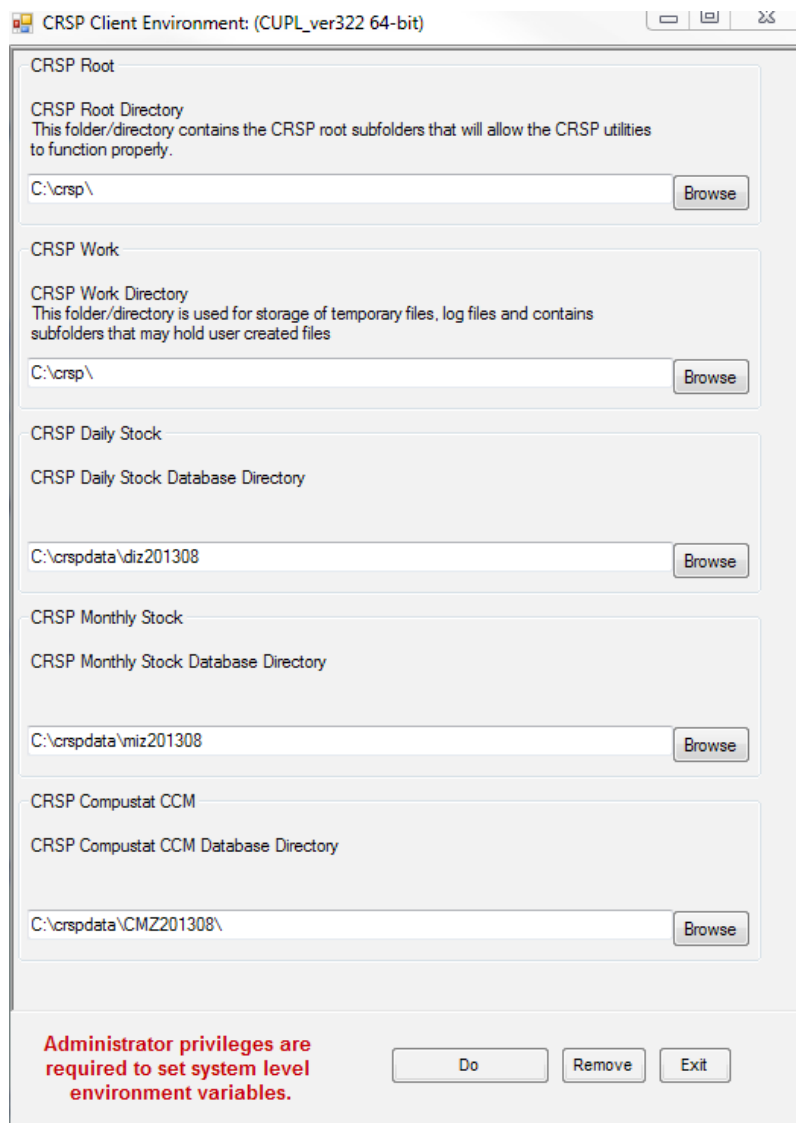 CRSP Client Environment: (CUPL_ver322 64-bit)
CRSP Root
CRSP Root Directory
This folder/directory contains the CRSP root subfolders that will allow the CRSP utilities
to function properly.
C:\crsp\
Browse
CRSP Work
CRSP Work Directory
This folder/directory is used for storage of temporary files, log files and contains
subfolders that may hold user created files
C:\crsp\
Browse
CRSP Daily Stock
CRSP Daily Stock Database Directory
C:\crspdata\diz201308
Browse
CRSP Monthly Stock
CRSP Monthly Stock Database Directory
C:\crspdata\miz201308
Browse
CRSP Compustat CCM
CRSP Compustat CCM Database Directory
C:\crspdata\CMZ201308\
Browse
Administrator privileges are
required to set system level
environment variables.
Do
Remove
Exit